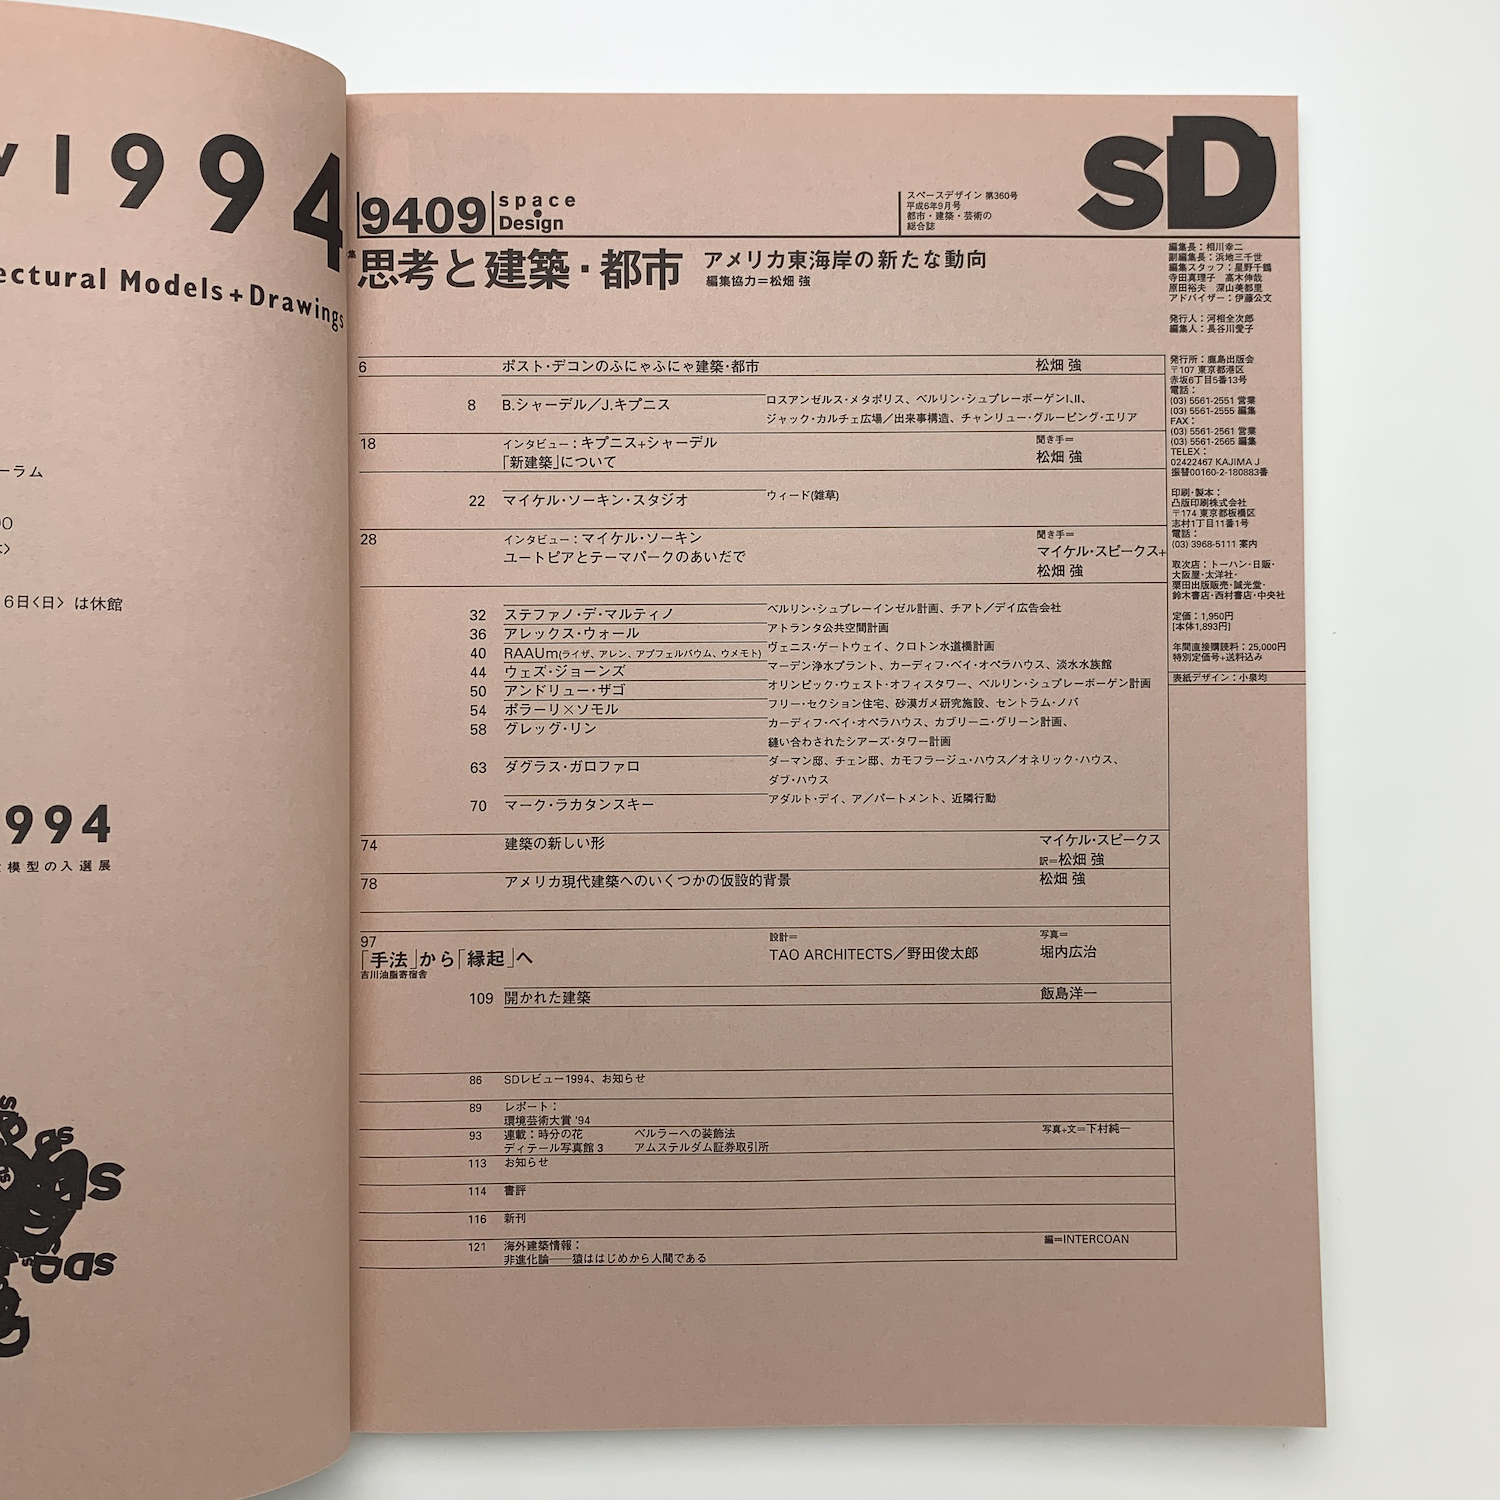 1994
ectural Models+Drawings
ーラム
6日〈日〉は休館
1994
模型の入選展
SD
9409
space
Design
スペースデザイン 第360号
平成6年9月号
都市・建築・芸術の
総合誌
集
思考と建築・都市
アメリカ東海岸の新たな動向
編集協力＝松畑 強
6 ポスト・デコンのふにゃふにゃ建築・都市 松畑 強
8 B.シャーデル／J.キプニス ロスアンゼルス・メタポリス、ベルリン・シュプレーボーゲンI、II、
ジャック・カルチェ広場／出来事構造、チャンリュー・グルーピング・エリア
18 インタビュー：キプニス+シャーデル 聞き手＝
「新建築」について 松畑 強
22 マイケル・ソーキン・スタジオ ウィード(雑草)
28 インタビュー：マイケル・ソーキン 聞き手＝
ユートピアとテーマパークのあいだで マイケル・スピークス+
松畑 強
32 ステファノ・デ・マルティノ ベルリン・シュプレーインゼル計画、チアト／デイ広告会社
36 アレックス・ウォール アトランタ公共空間計画
40 RAAUm(ライザ、アレン、アプフェルバウム、ウメモト) ヴェニス・ゲートウェイ、クロトン水道橋計画
44 ウェズ・ジョーンズ マーデン浄水プラント、カーディフ・ベイ・オペラハウス、淡水水族館
50 アンドリュー・ザゴ オリンピック・ウェスト・オフィスタワー、ベルリン・シュプレーボーゲン計画
54 ポラーリ×ソモル フリー・セクション住宅、砂漠ガメ研究施設、セントラム・ノバ
58 グレッグ・リン カーディフ・ベイ・オペラハウス、カブリーニ・グリーン計画、
縫い合わされたシアーズ・タワー計画
63 ダグラス・ガロファロ ダーマン邸、チェン邸、カモフラージュ・ハウス／オネリック・ハウス、
ダブ・ハウス
70 マーク・ラカタンスキー アダルト・デイ、ア／パートメント、近隣行動
74 建築の新しい形 マイケル・スピークス
訳＝松畑 強
78 アメリカ現代建築へのいくつかの仮設的背景 松畑 強
97 設計＝ 写真＝
「手法」から「縁起」へ TAO ARCHITECTS／野田俊太郎 堀内広治
吉川油脂寄宿舎
109 開かれた建築 飯島洋一
86 SDレビュー1994、お知らせ
89 レポート：
環境芸術大賞 '94
93 連載：時分の花 ベルラーへの装飾法 写真+文＝下村純一
ディテール写真館 3 アムステルダム証券取引所
113 お知らせ
114 書評
116 新刊
121 海外建築情報： 編＝INTERCOAN
非進化論——猿ははじめから人間である
編集長：相川幸二
副編集長：浜地三千世
編集スタッフ：星野千鶴
寺田真理子 高木伸哉
原田裕夫 深山美都里
アドバイザー：伊藤公文
発行人：河相全次郎
編集人：長谷川愛子
発行所：鹿島出版会
〒107 東京都港区
赤坂6丁目5番13号
電話：
(03) 5561-2551 営業
(03) 5561-2555 編集
FAX：
(03) 5561-2561 営業
(03) 5561-2565 編集
TELEX：
02422467 KAJIMA J
振替00160-2-180883番
印刷・製本：
凸版印刷株式会社
〒174 東京都板橋区
志村1丁目11番1号
電話：
(03) 3968-5111 案内
取次店：トーハン・日販・
大阪屋・太洋社・
栗田出版販売・誠光堂・
鈴木書店・西村書店・中央社
定価：1,950円
[本体1,893円]
年間直接購読料：25,000円
特別定価号+送料込み
表紙デザイン：小泉均